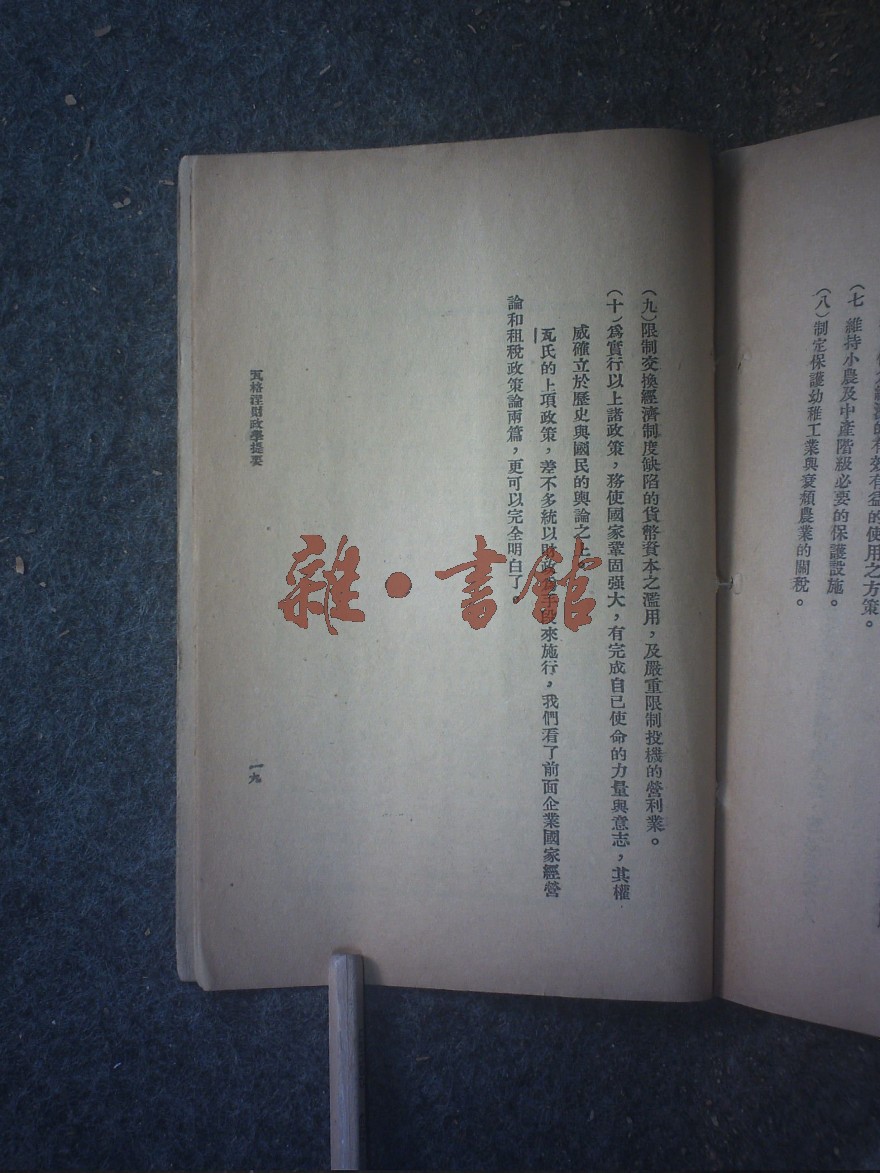 的有效有益的使用之方策。
(七)維持小農及中產階級必要的保護設施。
(八)制定保護幼稚工業與衰頹農業的關稅。
(九)限制交換經濟制度缺陷的貨幣資本之濫用，及嚴重限制投機的營利業。
(十)爲實行以上諸政策，務使國家鞏固强大，有完成自已使命的力量與意志，其權
威確立於歷史與國民的輿論之上。
瓦氏的上項政策，差不多統以財政爲手段來施行，我們看了前面企業國家經營
論和租稅政策論兩篇，更可以完全明白了。
瓦格涅財政學提要
一九
雜·書館